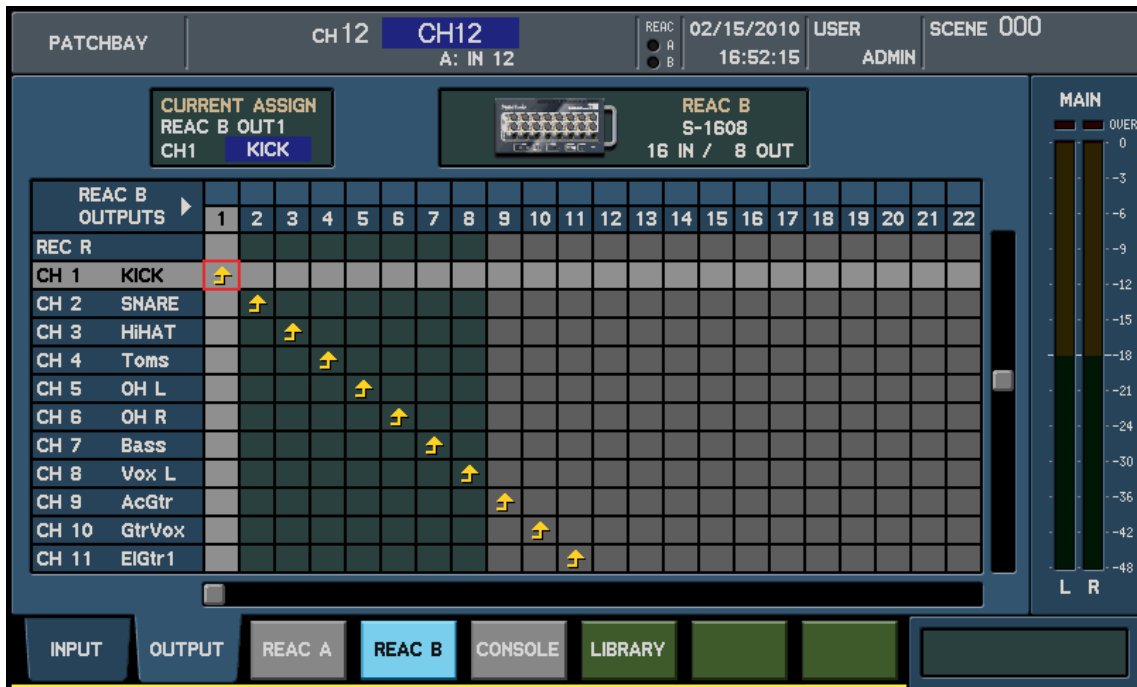 PATCHBAY
CH12 CH12
A: IN 12
REAC
A
B
02/15/2010
16:52:15
USER
ADMIN
SCENE 000
CURRENT ASSIGN
REAC B OUT1
CH1 KICK
REAC B
S-1608
16 IN / 8 OUT
MAIN
OVER
0
-3
-6
-9
-12
-15
-18
-21
-24
-30
-36
-42
-48
L R
REAC B
OUTPUTS 1 2 3 4 5 6 7 8 9 10 11 12 13 14 15 16 17 18 19 20 21 22
REC R
CH 1 KICK
CH 2 SNARE
CH 3 HiHAT
CH 4 Toms
CH 5 OH L
CH 6 OH R
CH 7 Bass
CH 8 Vox L
CH 9 AcGtr
CH 10 GtrVox
CH 11 ElGtr1
INPUT OUTPUT REAC A REAC B CONSOLE LIBRARY